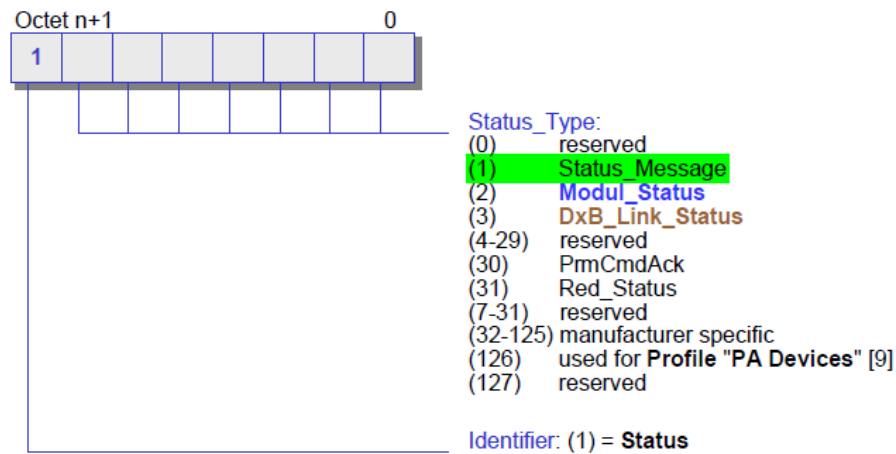 Octet n+1 0
1
Status_Type:
(0) reserved
(1) Status_Message
(2) Modul_Status
(3) DxB_Link_Status
(4-29) reserved
(30) PrmCmdAck
(31) Red_Status
(7-31) reserved
(32-125) manufacturer specific
(126) used for Profile "PA Devices" [9]
(127) reserved
Identifier: (1) = Status